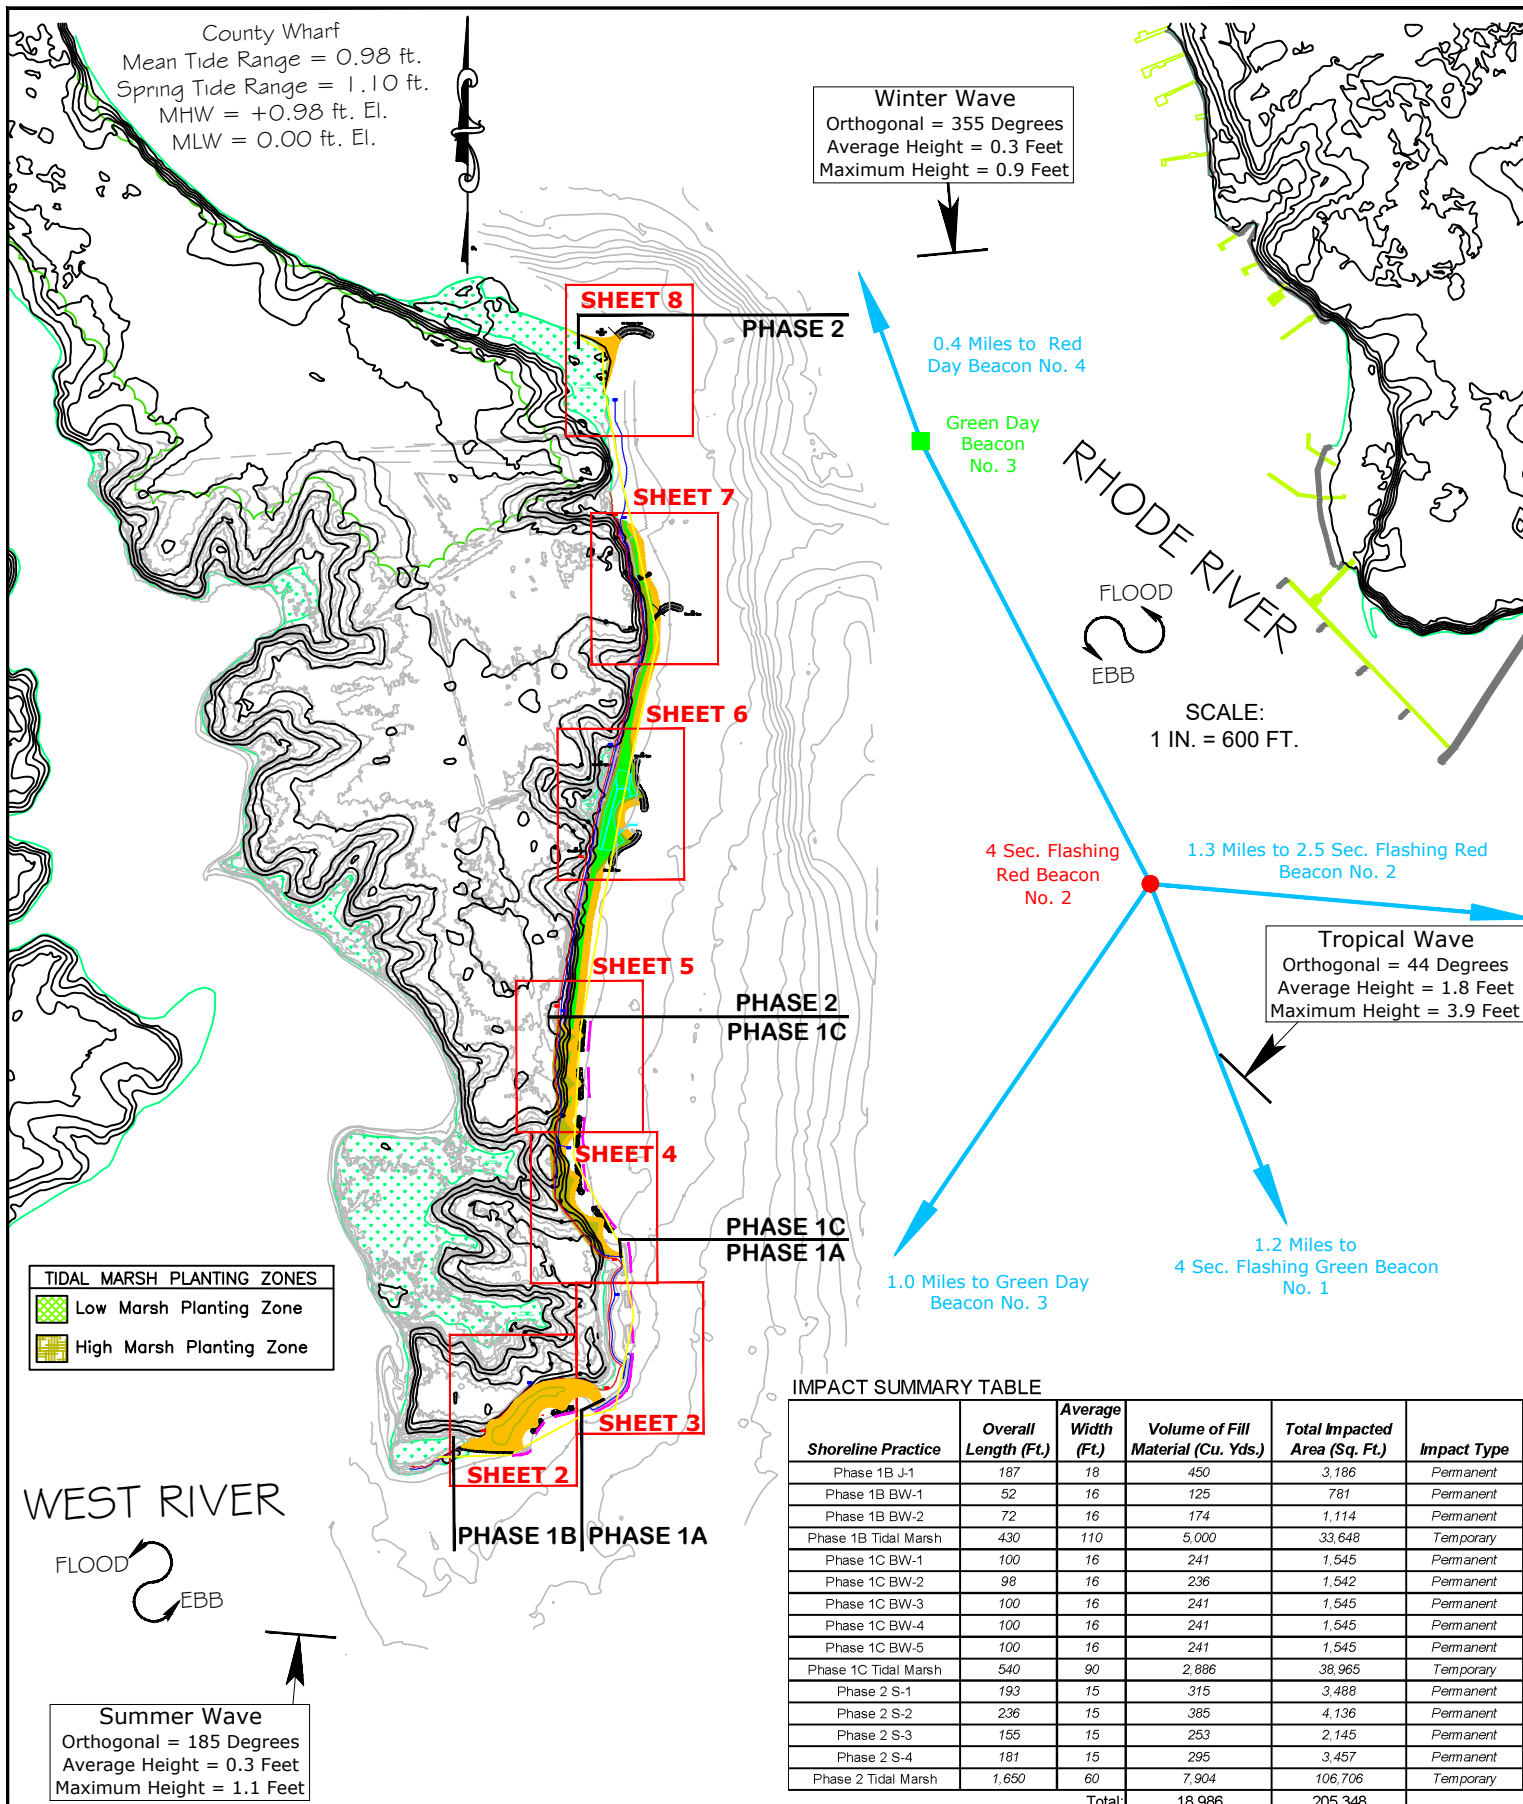 County Wharf
Mean Tide Range = 0.98 ft.
Spring Tide Range = 1.10 ft.
MHW = +0.98 ft. El.
MLW = 0.00 ft. El.
Winter Wave
Orthogonal = 355 Degrees
Average Height = 0.3 Feet
Maximum Height = 0.9 Feet
SHEET 8
PHASE 2
0.4 Miles to Red
Day Beacon No. 4
Green Day
Beacon
No. 3
RHODE RIVER
SHEET 7
FLOOD
EBB
SCALE:
1 IN. = 600 FT.
SHEET 6
4 Sec. Flashing
Red Beacon
No. 2
1.3 Miles to 2.5 Sec. Flashing Red
Beacon No. 2
Tropical Wave
Orthogonal = 44 Degrees
Average Height = 1.8 Feet
Maximum Height = 3.9 Feet
SHEET 5
PHASE 2
PHASE 1C
SHEET 4
PHASE 1C
PHASE 1A
1.0 Miles to Green Day
Beacon No. 3
1.2 Miles to
4 Sec. Flashing Green Beacon
No. 1
TIDAL MARSH PLANTING ZONES
Low Marsh Planting Zone
High Marsh Planting Zone
SHEET 3
SHEET 2
PHASE 1B
PHASE 1A
WEST RIVER
FLOOD
EBB
Summer Wave
Orthogonal = 185 Degrees
Average Height = 0.3 Feet
Maximum Height = 1.1 Feet
IMPACT SUMMARY TABLE
Shoreline Practice Overall Length (Ft.) Average Width (Ft.) Volume of Fill Material (Cu. Yds.) Total Impacted Area (Sq. Ft.) Impact Type
Phase 1B J-1 187 18 450 3,186 Permanent
Phase 1B BW-1 52 16 125 781 Permanent
Phase 1B BW-2 72 16 174 1,114 Permanent
Phase 1B Tidal Marsh 430 110 5,000 33,648 Temporary
Phase 1C BW-1 100 16 241 1,545 Permanent
Phase 1C BW-2 98 16 236 1,542 Permanent
Phase 1C BW-3 100 16 241 1,545 Permanent
Phase 1C BW-4 100 16 241 1,545 Permanent
Phase 1C BW-5 100 16 241 1,545 Permanent
Phase 1C Tidal Marsh 540 90 2,886 38,965 Temporary
Phase 2 S-1 193 15 315 3,488 Permanent
Phase 2 S-2 236 15 385 4,136 Permanent
Phase 2 S-3 155 15 253 2,145 Permanent
Phase 2 S-4 181 15 295 3,457 Permanent
Phase 2 Tidal Marsh 1,650 60 7,904 106,706 Temporary
Total: 18,986 205,348